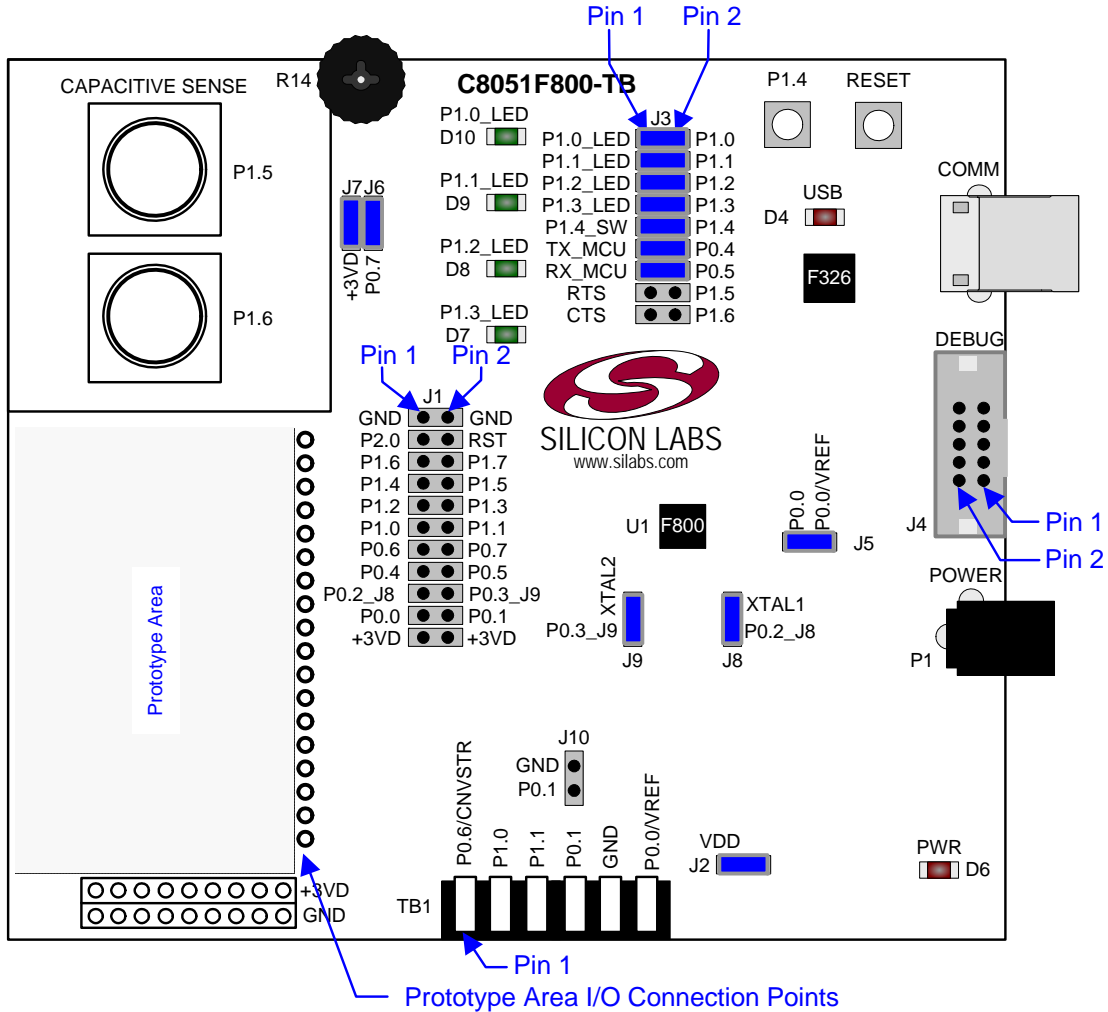 Pin 1 Pin 2
C8051F800-TB
CAPACITIVE SENSE
R14
P1.5
P1.6
J7 J6
+3VD
P0.7
P1.0_LED
D10
P1.1_LED
D9
P1.2_LED
D8
P1.3_LED
D7
J3
P1.0_LED P1.0
P1.1_LED P1.1
P1.2_LED P1.2
P1.3_LED P1.3
P1.4_SW P1.4
TX_MCU P0.4
RX_MCU P0.5
RTS P1.5
CTS P1.6
P1.4
RESET
USB
D4
F326
COMM
DEBUG
J4
Pin 1
Pin 2
Pin 1 Pin 2
J1
GND GND
P2.0 RST
P1.6 P1.7
P1.4 P1.5
P1.2 P1.3
P1.0 P1.1
P0.6 P0.7
P0.4 P0.5
P0.2_J8 P0.3_J9
P0.0 P0.1
+3VD +3VD
SILICON LABS
www.silabs.com
U1 F800
P0.0
P0.0/VREF
J5
XTAL2
P0.3_J9
J9
XTAL1
P0.2_J8
J8
POWER
P1
Prototype Area
J10
GND
P0.1
P0.6/CNVSTR
P1.0
P1.1
P0.1
GND
P0.0/VREF
TB1
VDD
J2
PWR
D6
+3VD
GND
Pin 1
Prototype Area I/O Connection Points